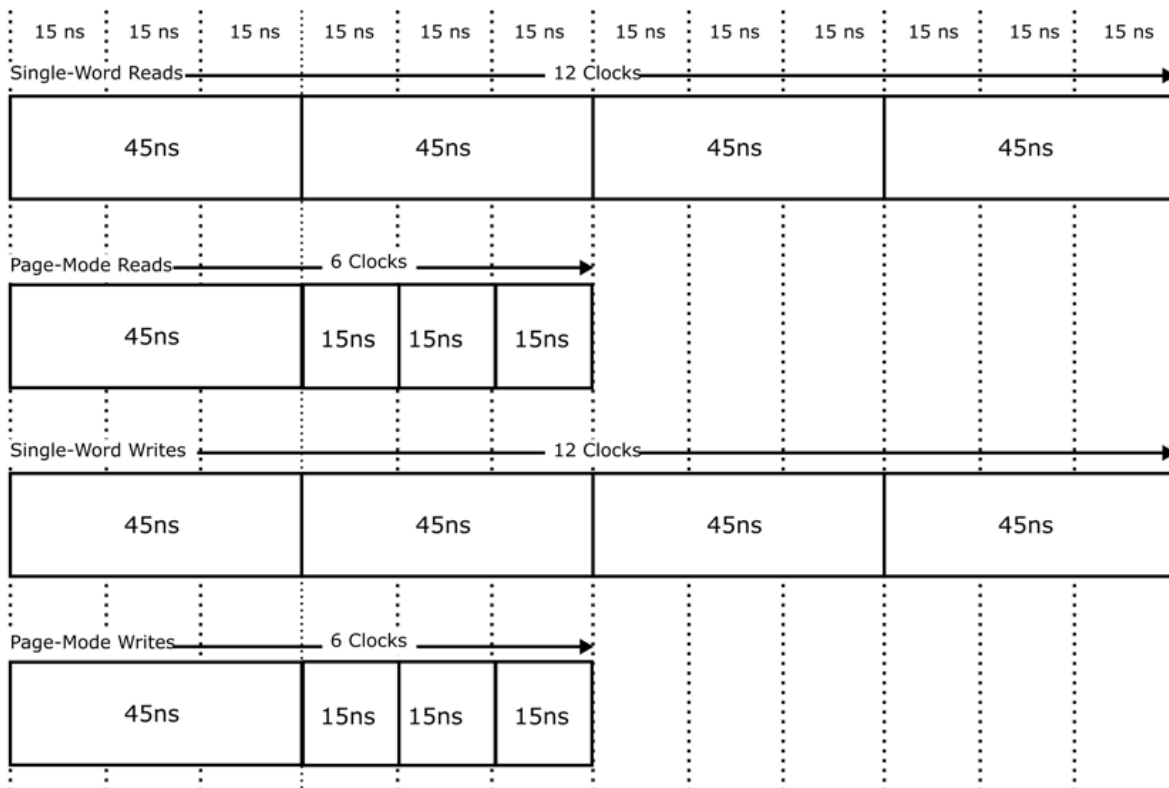 15 ns 15 ns 15 ns 15 ns 15 ns 15 ns 15 ns 15 ns 15 ns 15 ns 15 ns 15 ns
Single-Word Reads 12 Clocks
45ns 45ns 45ns 45ns
Page-Mode Reads 6 Clocks
45ns 15ns 15ns 15ns
Single-Word Writes 12 Clocks
45ns 45ns 45ns 45ns
Page-Mode Writes 6 Clocks
45ns 15ns 15ns 15ns